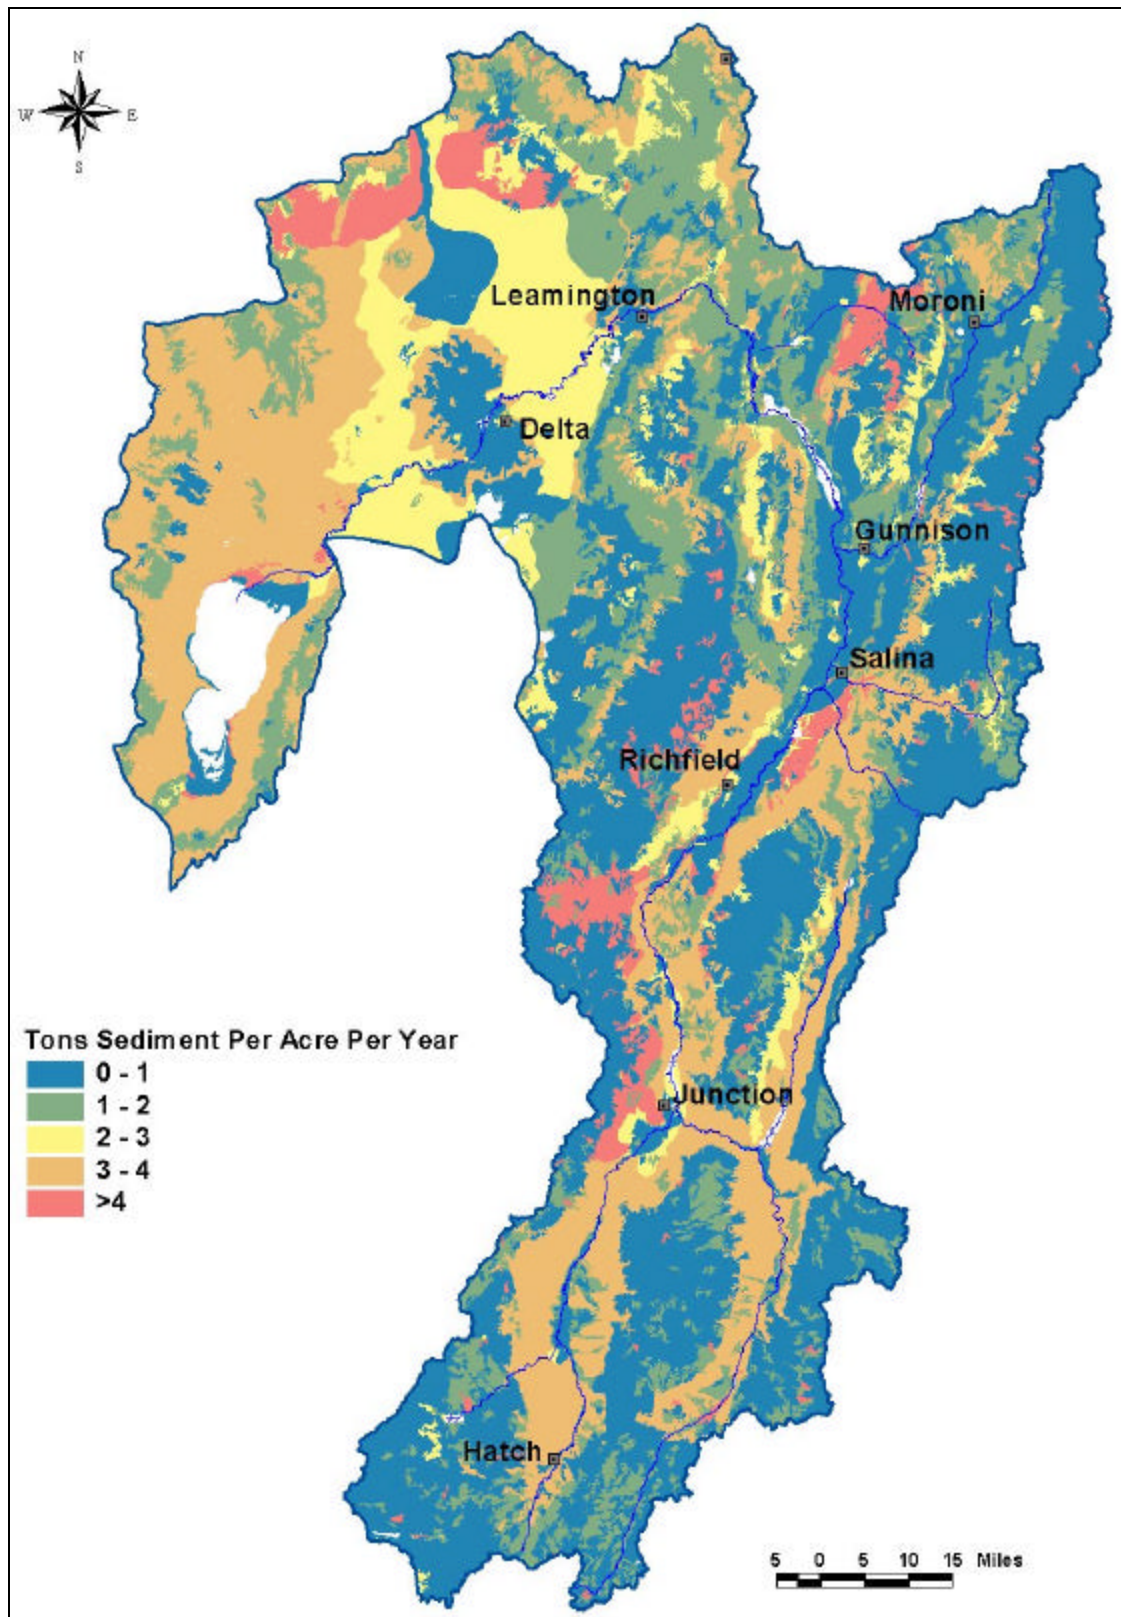 N
W E
S
Leamington
Moroni
Delta
Gunnison
Salina
Richfield
Tons Sediment Per Acre Per Year
0 - 1
1 - 2
2 - 3
3 - 4
>4
Junction
Hatch
5 0 5 10 15 Miles